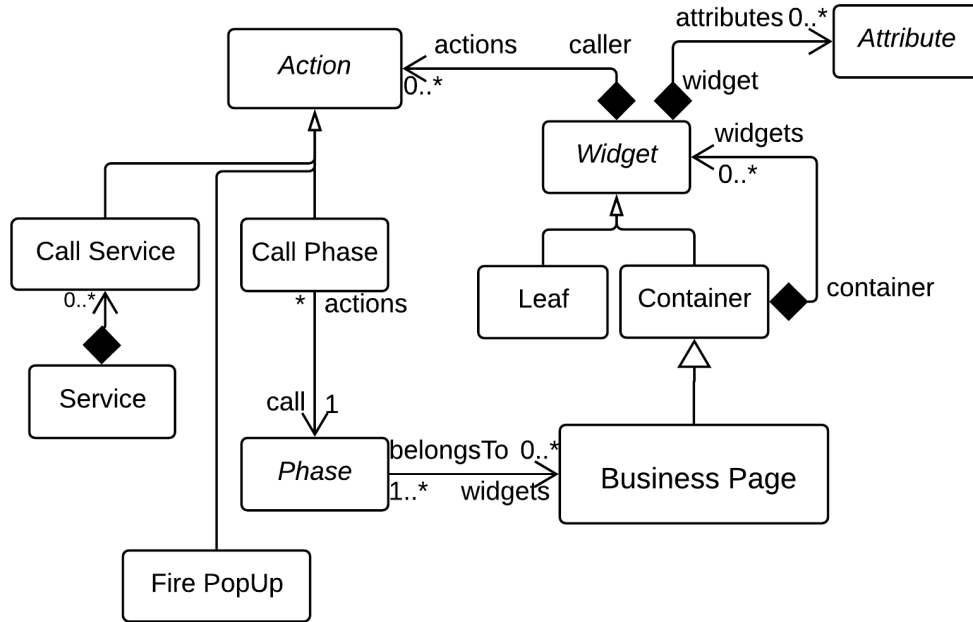 attributes 0..*
Attribute
actions
caller
Action
0..*
widget
widgets
Widget
0..*
Call Service
Call Phase
Leaf
Container
container
0..*
* actions
Service
call 1
belongsTo 0..*
Phase
Business Page
1..* widgets
Fire PopUp